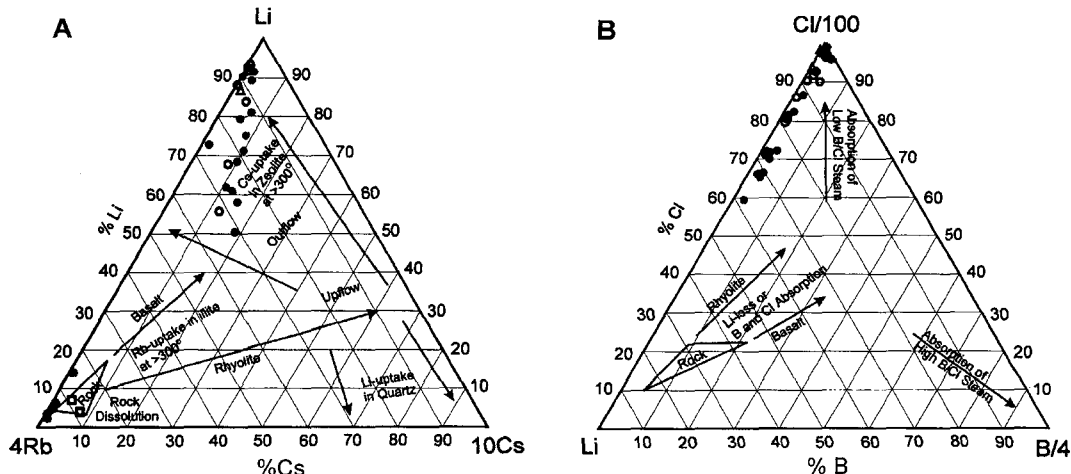 A
Li
90
90
80
80
70
70
60
60
% Li
50
50
40
40
30
30
20
20
10
10
Cs-uptake
in Zeolite
at >300°
Outflow
Upflow
Basalt
Rb-uptake in illite
at >300°
Rhyolite
Rock
Rock
Dissolution
Li-uptake
in Quartz
4Rb
10
20
30
40
50
60
70
80
90
10Cs
%Cs
B
Cl/100
90
90
80
80
70
70
60
60
% Cl
50
50
40
40
30
30
20
20
10
10
Absorption of
Low B/Cl Steam
Rhyolite
Li-loss or
B and Cl Absorption
Basalt
Rock
Absorption of
high B/Cl Steam
Li
10
20
30
40
50
60
70
80
90
B/4
% B